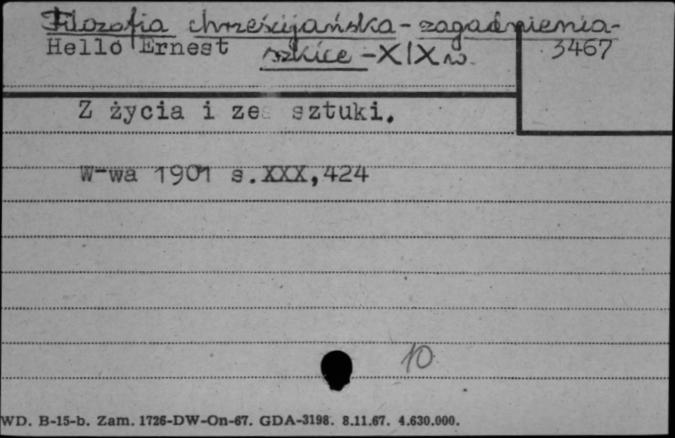 Filozofia chrześcijańska - zagadnienia -
szkice - XIX w.
Hello Ernest
3467
Z życia i ze sztuki.
W-wa 1901 s.XXX,424
10
WD. B-15-b. Zam. 1726-DW-On-67. GDA-3198. 8.11.67. 4.630.000.